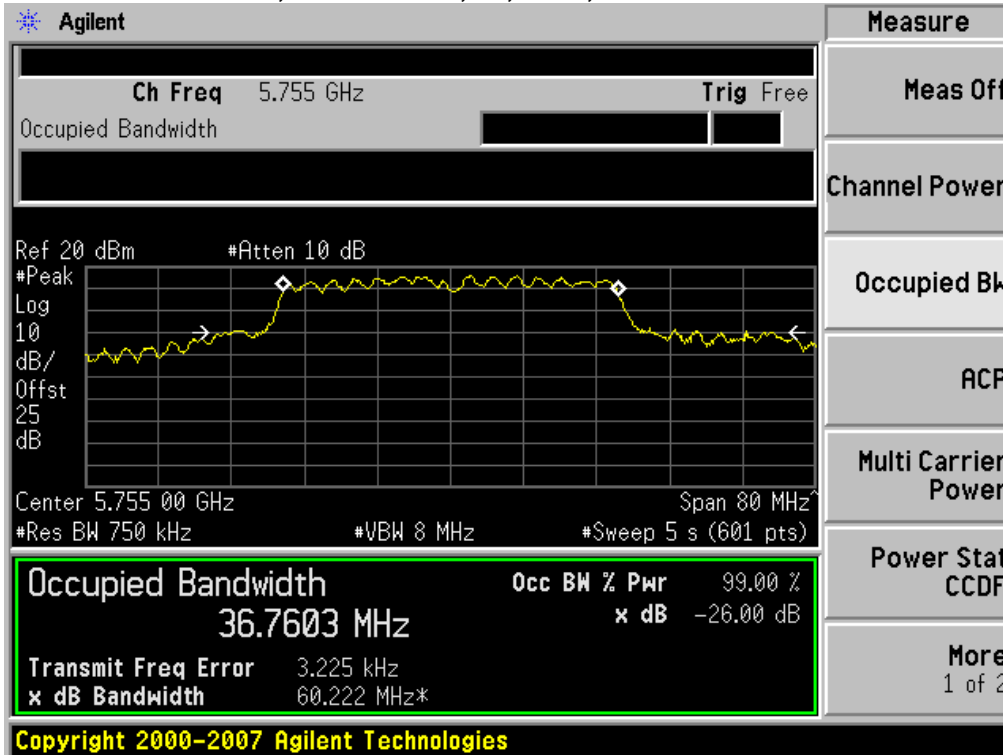 Agilent
Measure
Ch Freq 5.755 GHz
Trig Free
Occupied Bandwidth
Meas Off
Channel Power
Ref 20 dBm #Atten 10 dB
#Peak
Log
10
dB/
Offst
25
dB
Occupied BW
ACP
Multi Carrier
Power
Center 5.755 00 GHz Span 80 MHz^
#Res BW 750 kHz #VBW 8 MHz #Sweep 5 s (601 pts)
Power Stat
CCDF
Occupied Bandwidth
36.7603 MHz
Occ BW % Pwr 99.00 %
x dB -26.00 dB
Transmit Freq Error 3.225 kHz
x dB Bandwidth 60.222 MHz*
More
1 of 2
Copyright 2000-2007 Agilent Technologies